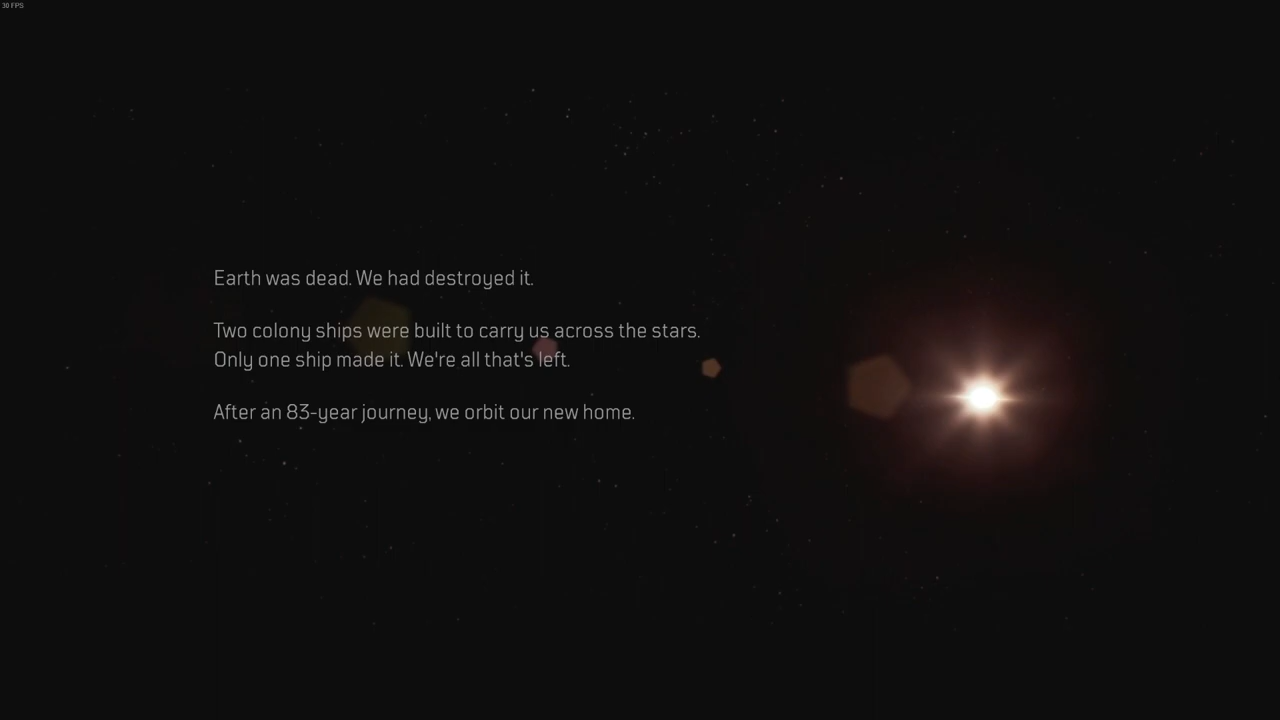 30 FPS
Earth was dead. We had destroyed it.
Two colony ships were built to carry us across the stars.
Only one ship made it. We're all that's left.
After an 83-year journey, we orbit our new home.